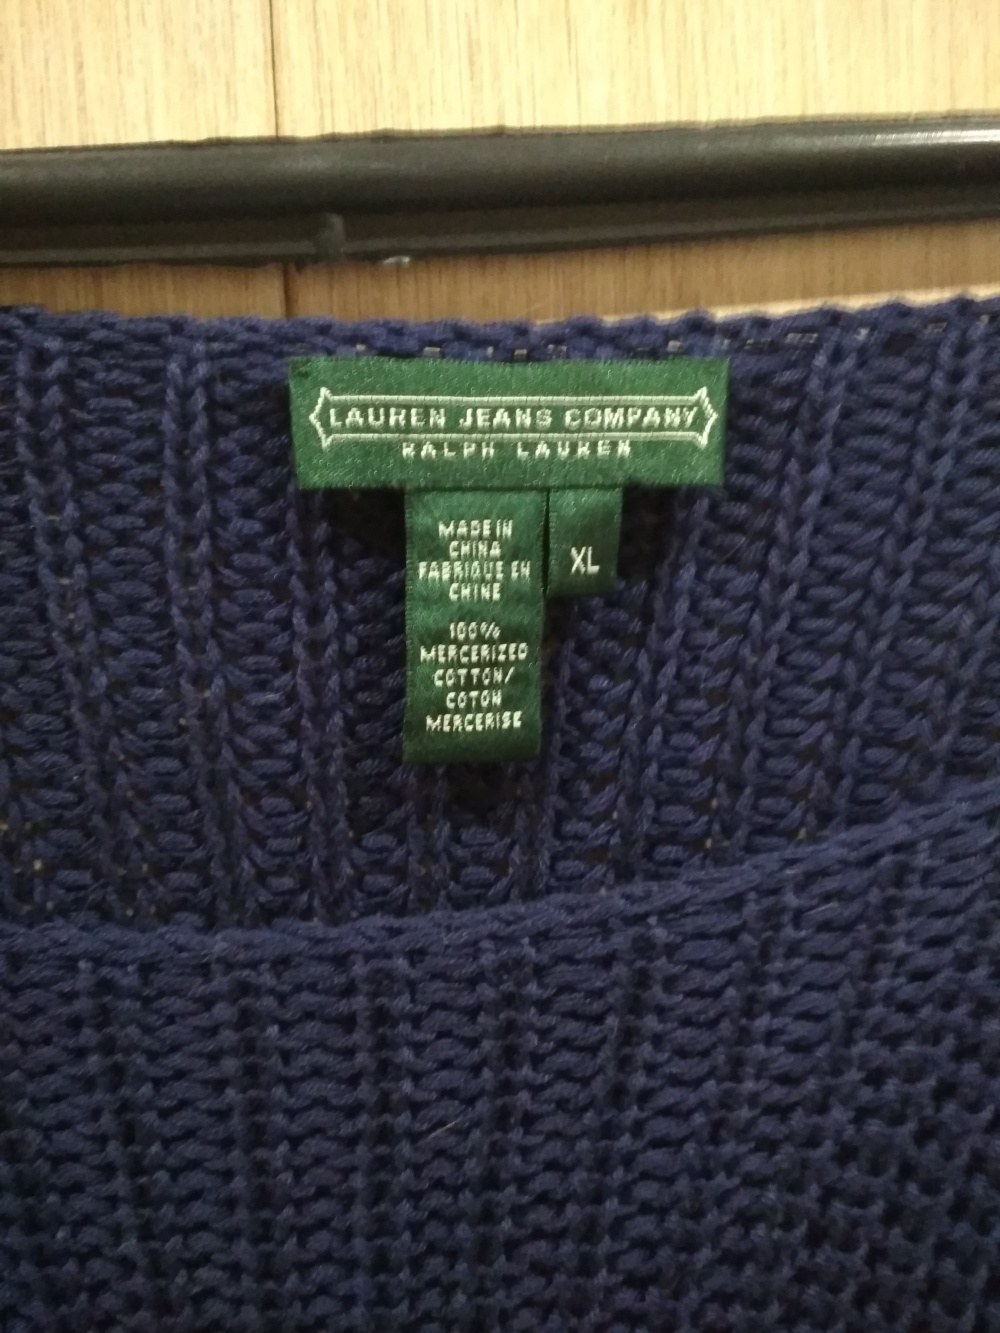 LAUREN JEANS COMPANY
RALPH LAUREN
MADE IN
CHINA
FABRIQUE EN
CHINE
100%
MERCERIZED
COTTON/
COTON
MERCERISE
XL